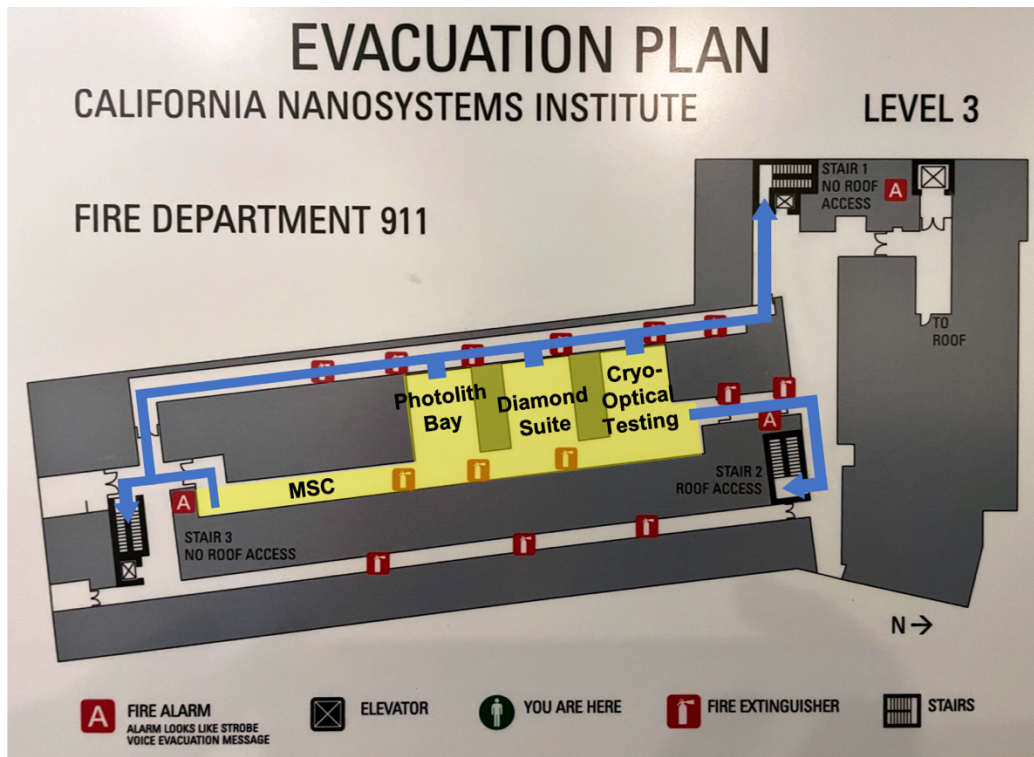 EVACUATION PLAN
CALIFORNIA NANOSYSTEMS INSTITUTE
LEVEL 3
FIRE DEPARTMENT 911
STAIR 1
NO ROOF
ACCESS
A
TO
ROOF
Photolith
Bay
Diamond
Suite
Cryo-
Optical
Testing
A
MSC
STAIR 2
ROOF ACCESS
A
STAIR 3
NO ROOF ACCESS
N →
A
FIRE ALARM
ALARM LOOKS LIKE STROBE
VOICE EVACUATION MESSAGE
ELEVATOR
YOU ARE HERE
FIRE EXTINGUISHER
STAIRS